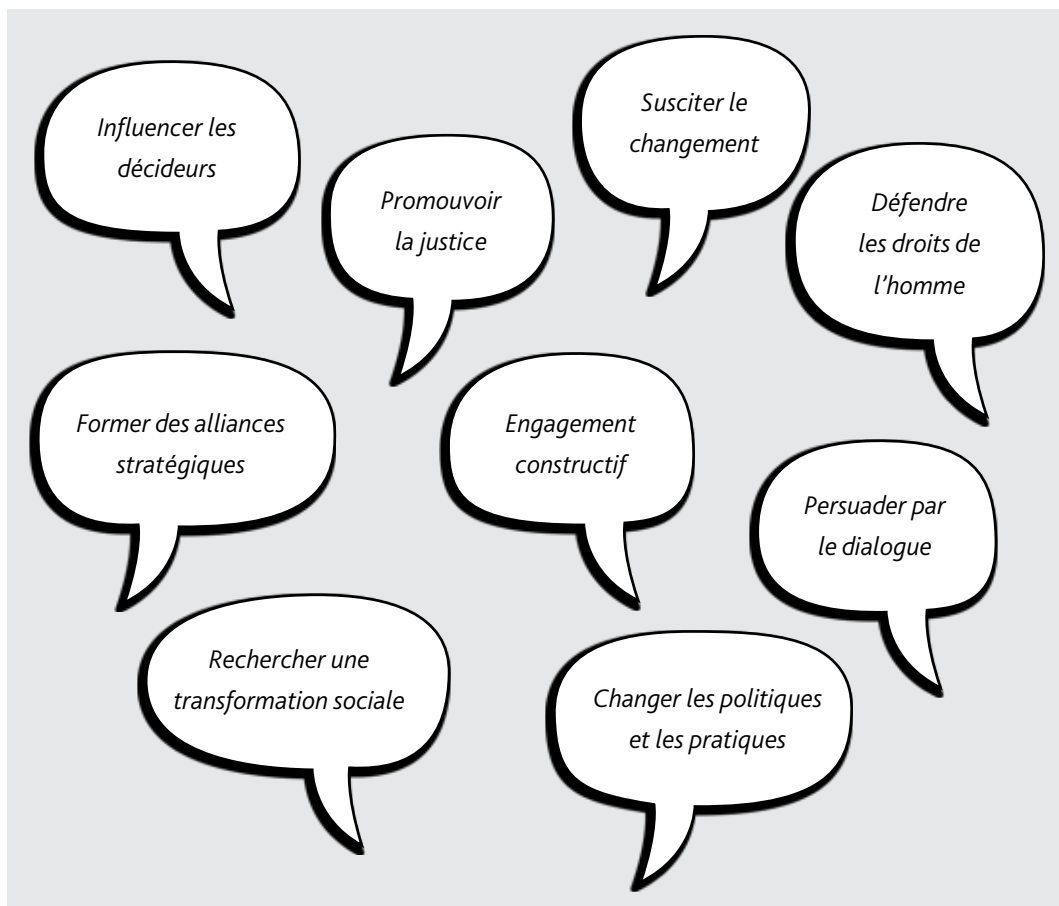 Influencer les
décideurs
Promouvoir
la justice
Susciter le
changement
Défendre
les droits de
l’homme
Former des alliances
stratégiques
Engagement
constructif
Persuader par
le dialogue
Rechercher une
transformation sociale
Changer les politiques
et les pratiques